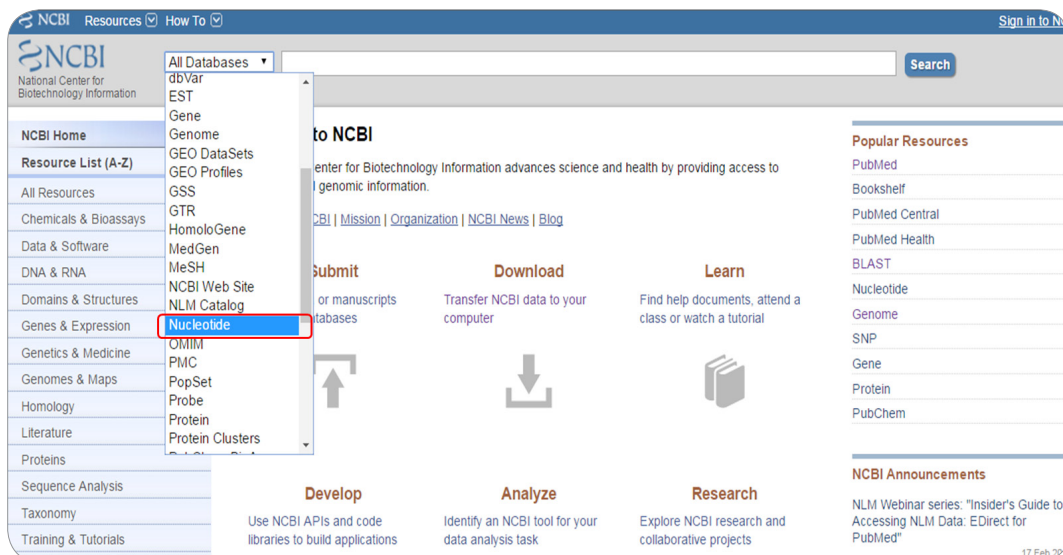 NCBI Resources How To Sign in to
NCBI
National Center for
Biotechnology Information
All Databases
Search
dbVar
EST
Gene
Genome
GEO DataSets
GEO Profiles
GSS
GTR
HomoloGene
MedGen
MeSH
NCBI Web Site
NLM Catalog
Nucleotide
OMIM
PMC
PopSet
Probe
Protein
Protein Clusters
NCBI Home
Resource List (A-Z)
All Resources
Chemicals & Bioassays
Data & Software
DNA & RNA
Domains & Structures
Genes & Expression
Genetics & Medicine
Genomes & Maps
Homology
Literature
Proteins
Sequence Analysis
Taxonomy
Training & Tutorials
to NCBI
enter for Biotechnology Information advances science and health by providing access to
genomic information.
CBI | Mission | Organization | NCBI News | Blog
Submit
or manuscripts
tabases
Download
Transfer NCBI data to your
computer
Learn
Find help documents, attend a
class or watch a tutorial
Develop
Use NCBI APIs and code
libraries to build applications
Analyze
Identify an NCBI tool for your
data analysis task
Research
Explore NCBI research and
collaborative projects
Popular Resources
PubMed
Bookshelf
PubMed Central
PubMed Health
BLAST
Nucleotide
Genome
SNP
Gene
Protein
PubChem
NCBI Announcements
NLM Webinar series: "Insider's Guide to
Accessing NLM Data: EDirect for
PubMed"
17 Feb